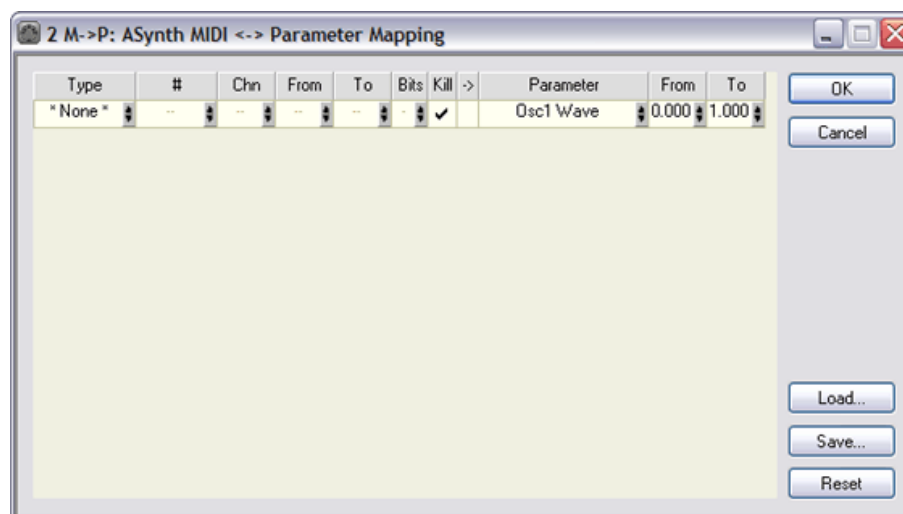 2 M->P: ASynth MIDI <-> Parameter Mapping
Type # Chn From To Bits Kill -> Parameter From To
* None * -- -- -- -- - Osc1 Wave 0.000 1.000
OK
Cancel
Load...
Save...
Reset